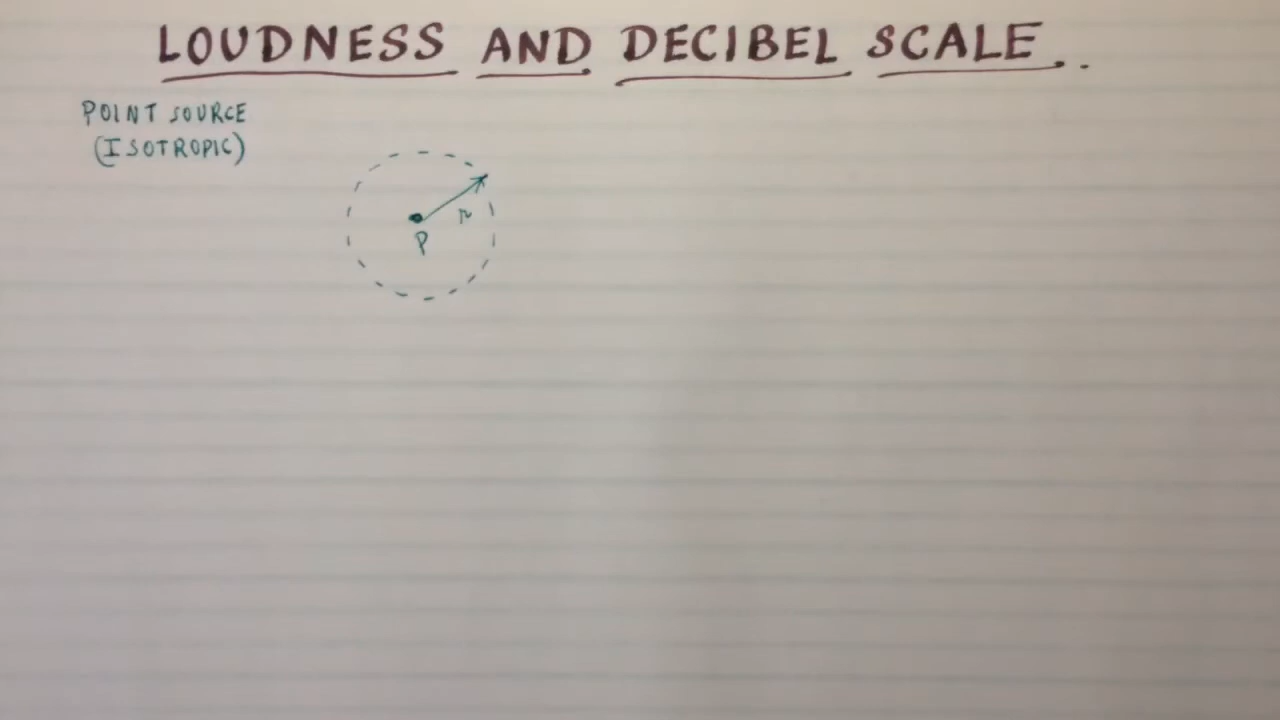 LOUDNESS AND DECIBEL SCALE..
POINT SOURCE
(ISOTROPIC)
r
P